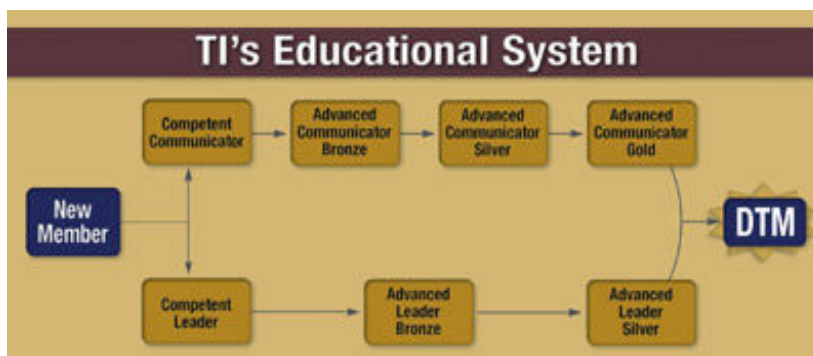 TI's Educational System
Competent
Communicator
Advanced
Communicator
Bronze
Advanced
Communicator
Silver
Advanced
Communicator
Gold
New
Member
DTM
Competent
Leader
Advanced
Leader
Bronze
Advanced
Leader
Silver